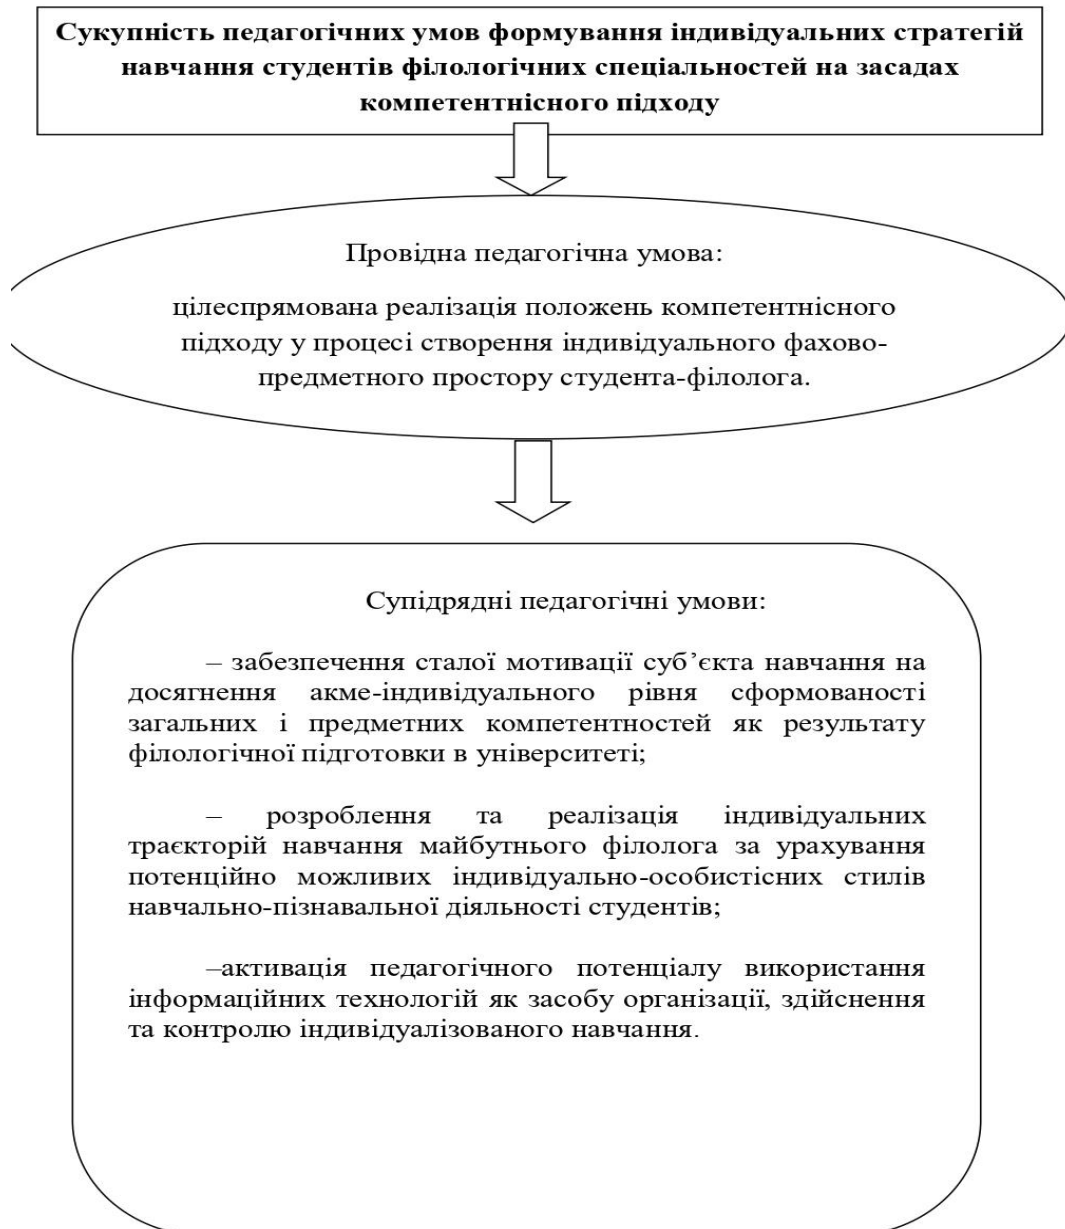 Сукупність педагогічних умов формування індивідуальних стратегій
навчання студентів філологічних спеціальностей на засадах
компетентнісного підходу
Провідна педагогічна умова:
цілеспрямована реалізація положень компетентнісного
підходу у процесі створення індивідуального фахово-
предметного простору студента-філолога.
Супідрядні педагогічні умови:
– забезпечення сталої мотивації суб’єкта навчання на
досягнення акме-індивідуального рівня сформованості
загальних і предметних компетентностей як результату
філологічної підготовки в університеті;
– розроблення та реалізація індивідуальних
траєкторій навчання майбутнього філолога за урахування
потенційно можливих індивідуально-особистісних стилів
навчально-пізнавальної діяльності студентів;
–активація педагогічного потенціалу використання
інформаційних технологій як засобу організації, здійснення
та контролю індивідуалізованого навчання.